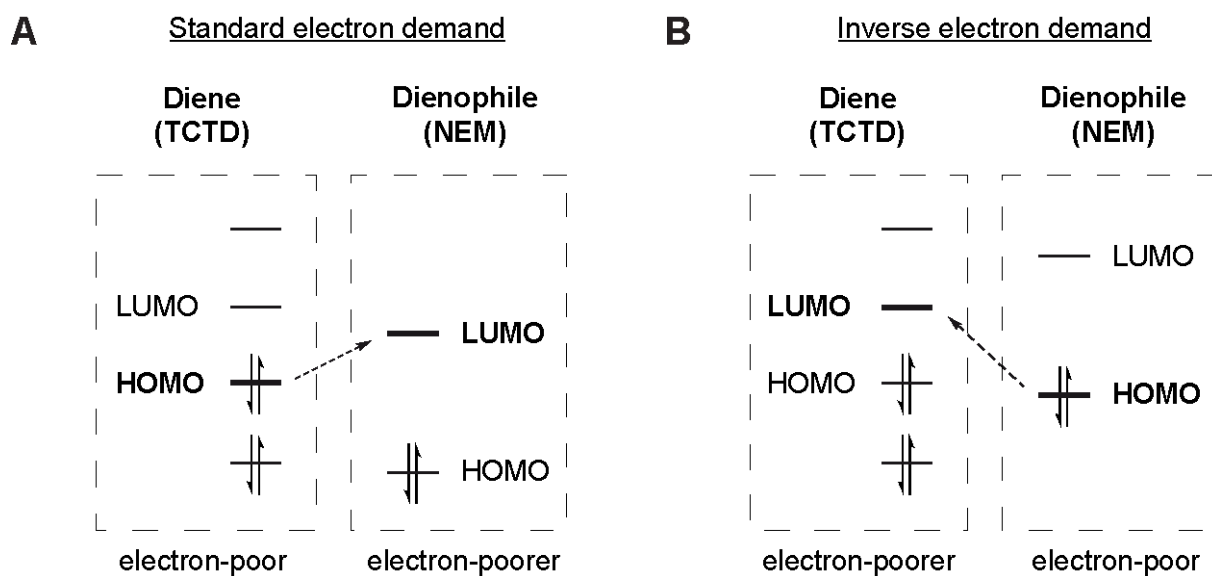 A
Standard electron demand
Diene
(TCTD)
Dienophile
(NEM)
LUMO
LUMO
HOMO
HOMO
electron-poor
electron-poorer
B
Inverse electron demand
Diene
(TCTD)
Dienophile
(NEM)
LUMO
LUMO
HOMO
HOMO
electron-poorer
electron-poor